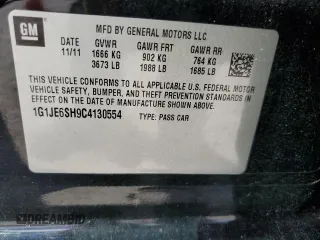 GM
MFD BY GENERAL MOTORS LLC
DATE GVWR GAWR FRT GAWR RR
11/11 1666 KG 902 KG 764 KG
3673 LB 1988 LB 1685 LB
THIS VEHICLE CONFORMS TO ALL APPLICABLE U.S. FEDERAL MOTOR
VEHICLE SAFETY, BUMPER, AND THEFT PREVENTION STANDARDS IN
EFFECT ON THE DATE OF MANUFACTURE SHOWN ABOVE.
1G1JE6SH9C4130554 TYPE: PASS CAR
DREAMBID